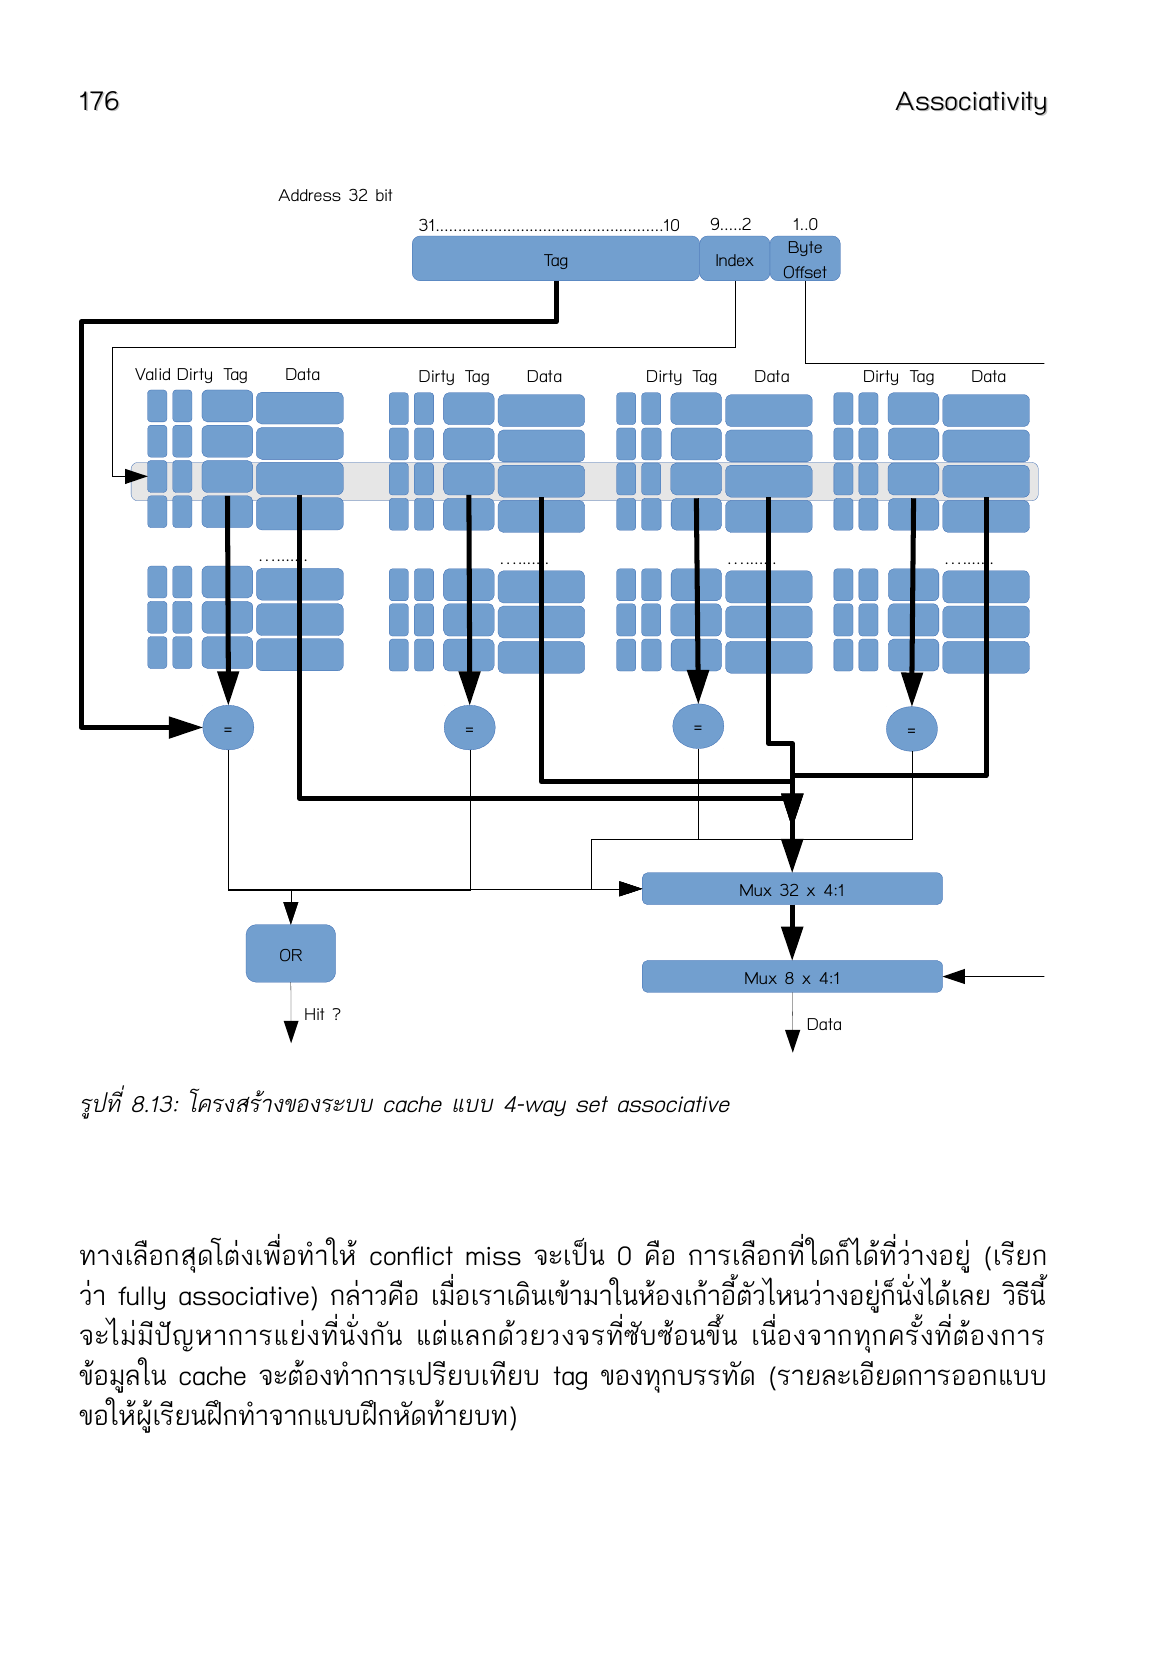 176 Associativity
Address 32 bit
31....................................................10 9.....2 1..0
Tag Index Byte Offset
Valid Dirty Tag Data Dirty Tag Data Dirty Tag Data Dirty Tag Data
.......... .......... .......... ..........
= = = =
Mux 32 x 4:1
OR
Mux 8 x 4:1
Hit ?
Data
รูปที่ 8.13: โครงสร้างของระบบ cache แบบ 4-way set associative
ทางเลือกสุดโต่งเพื่อทำให้ conflict miss จะเป็น 0 คือ การเลือกที่ใดก็ได้ที่ว่างอยู่ (เรียก
ว่า fully associative) กล่าวคือ เมื่อเราเดินเข้ามาในห้องเก้าอี้ตัวไหนว่างอยู่ก็นั่งได้เลย วิธีนี้
จะไม่มีปัญหาการแย่งที่นั่งกัน แต่แลกด้วยวงจรที่ซับซ้อนขึ้น เนื่องจากทุกครั้งที่ต้องการ
ข้อมูลใน cache จะต้องทำการเปรียบเทียบ tag ของทุกบรรทัด (รายละเอียดการออกแบบ
ขอให้ผู้เรียนฝึกทำจากแบบฝึกหัดท้ายบท)